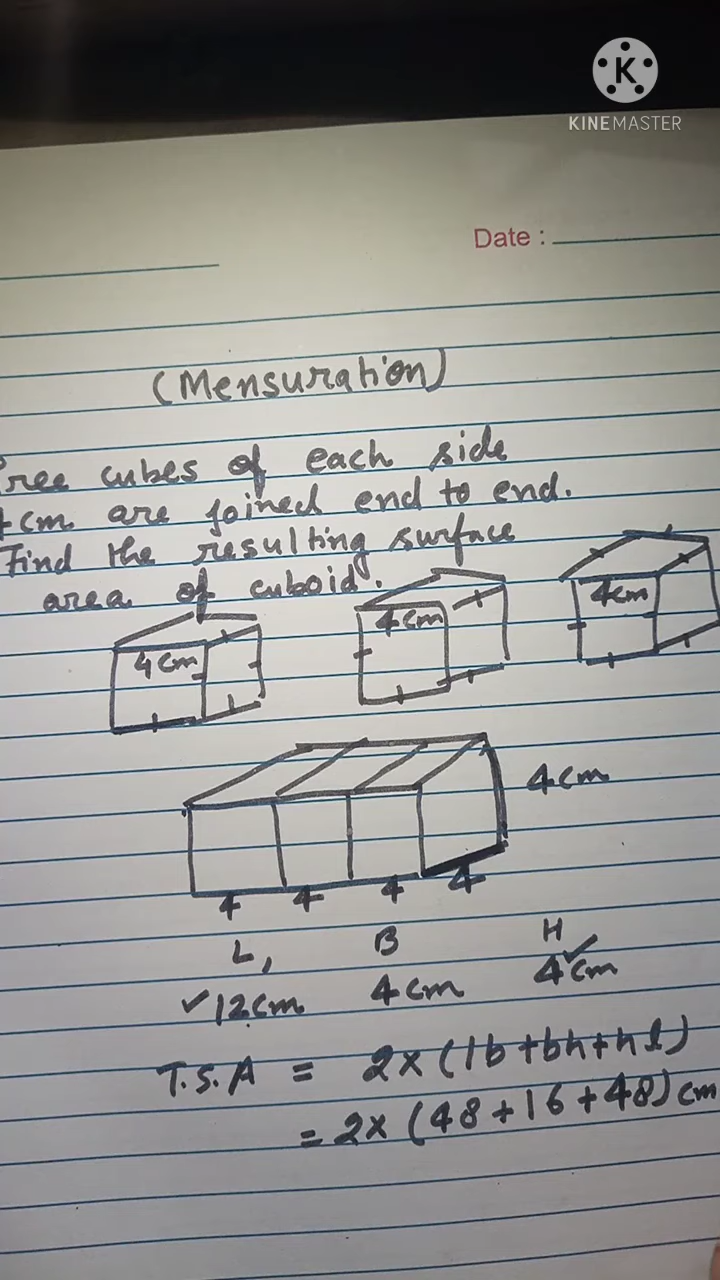 KINEMASTER
Date :
(Mensuration)
ree cubes of each side
cm are joined end to end.
Find the resulting surface
area of cuboid.
4cm 4cm 4cm
4cm
4 4 4 4
L, B H
✓12cm 4cm 4cm ✓
T.S.A = 2×(lb+bh+hl)
= 2×(48+16+48)cm